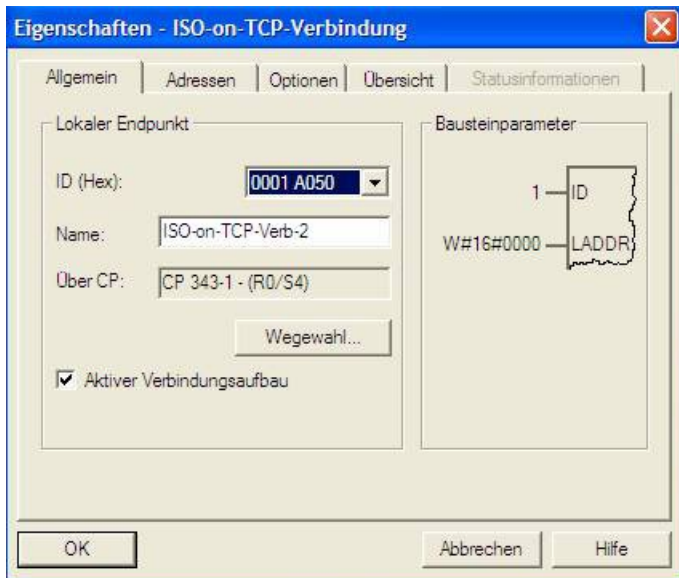 Eigenschaften - ISO-on-TCP-Verbindung
Allgemein Adressen Optionen Übersicht Statusinformationen
Lokaler Endpunkt
ID (Hex): 0001 A050
Name: ISO-on-TCP-Verb-2
Über CP: CP 343-1 - (R0/S4)
Wegewahl...
Aktiver Verbindungsaufbau
Bausteinparameter
1 ID
W#16#0000 LADDR
OK Abbrechen Hilfe